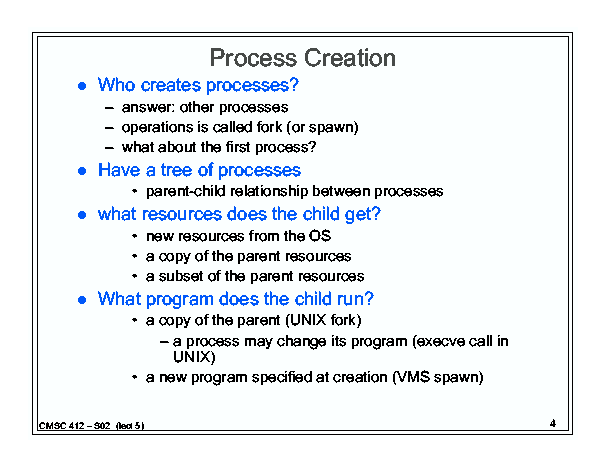 Process Creation
● Who creates processes?
– answer: other processes
– operations is called fork (or spawn)
– what about the first process?
● Have a tree of processes
• parent-child relationship between processes
● what resources does the child get?
• new resources from the OS
• a copy of the parent resources
• a subset of the parent resources
● What program does the child run?
• a copy of the parent (UNIX fork)
– a process may change its program (execve call in
UNIX)
• a new program specified at creation (VMS spawn)
CMSC 412 – S02 (lect 5)
4